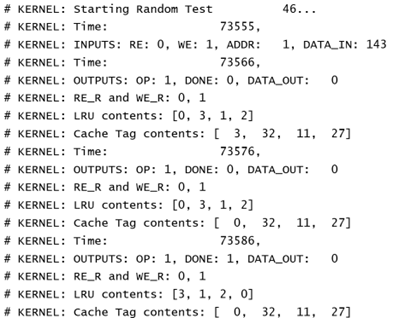 # KERNEL: Starting Random Test 46...
# KERNEL: Time: 73555,
# KERNEL: INPUTS: RE: 0, WE: 1, ADDR: 1, DATA_IN: 143
# KERNEL: Time: 73566,
# KERNEL: OUTPUTS: OP: 1, DONE: 0, DATA_OUT: 0
# KERNEL: RE_R and WE_R: 0, 1
# KERNEL: LRU contents: [0, 3, 1, 2]
# KERNEL: Cache Tag contents: [ 3, 32, 11, 27]
# KERNEL: Time: 73576,
# KERNEL: OUTPUTS: OP: 1, DONE: 0, DATA_OUT: 0
# KERNEL: RE_R and WE_R: 0, 1
# KERNEL: LRU contents: [0, 3, 1, 2]
# KERNEL: Cache Tag contents: [ 0, 32, 11, 27]
# KERNEL: Time: 73586,
# KERNEL: OUTPUTS: OP: 1, DONE: 1, DATA_OUT: 0
# KERNEL: RE_R and WE_R: 0, 1
# KERNEL: LRU contents: [3, 1, 2, 0]
# KERNEL: Cache Tag contents: [ 0, 32, 11, 27]